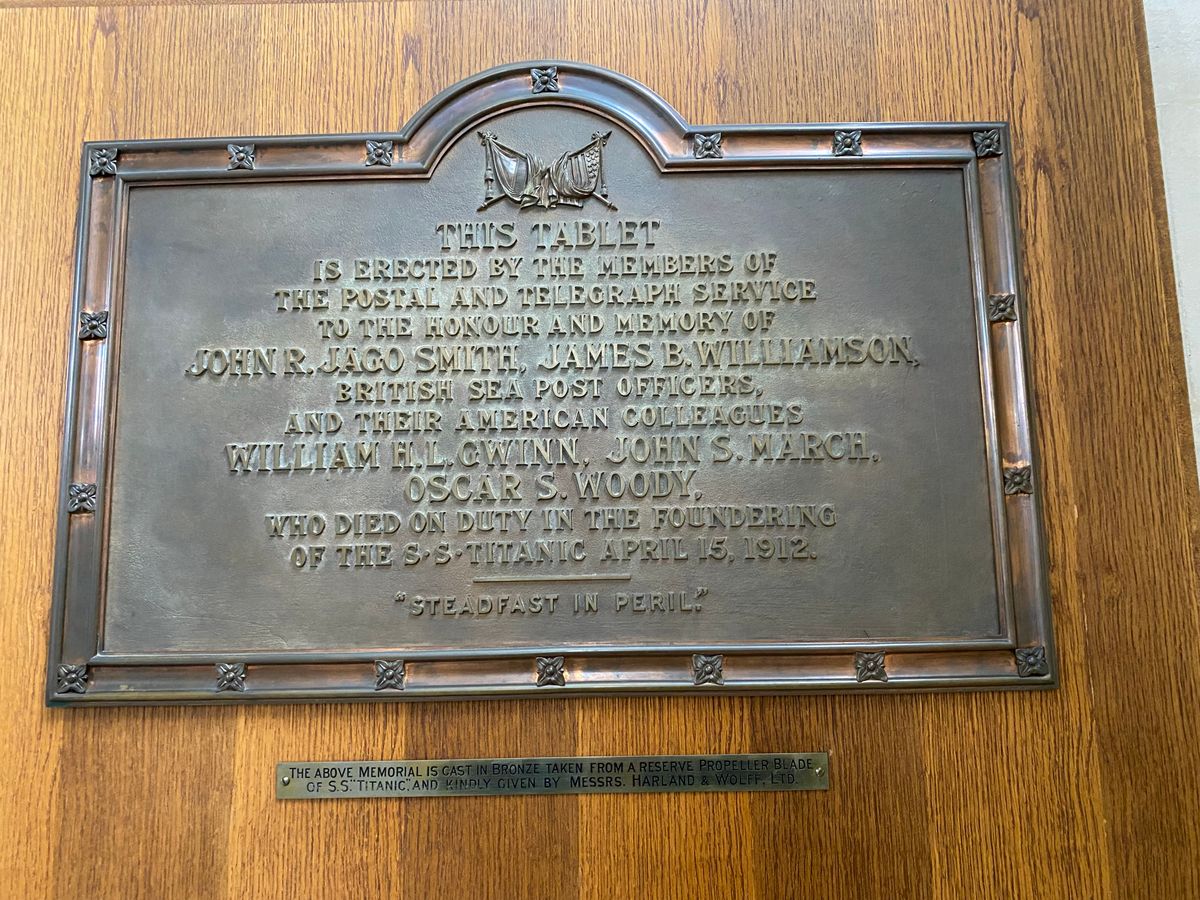 THIS TABLET
IS ERECTED BY THE MEMBERS OF
THE POSTAL AND TELEGRAPH SERVICE
TO THE HONOUR AND MEMORY OF
JOHN R. JAGO SMITH, JAMES B. WILLIAMSON,
BRITISH SEA POST OFFICERS,
AND THEIR AMERICAN COLLEAGUES
WILLIAM H. L. GWINN, JOHN S. MARCH,
OSCAR S. WOODY,
WHO DIED ON DUTY IN THE FOUNDERING
OF THE S·S·TITANIC APRIL 15, 1912.
"STEADFAST IN PERIL."
THE ABOVE MEMORIAL IS CAST IN BRONZE TAKEN FROM A RESERVE PROPELLER BLADE
OF S.S. "TITANIC", AND KINDLY GIVEN BY MESSRS. HARLAND & WOLFF, LTD.